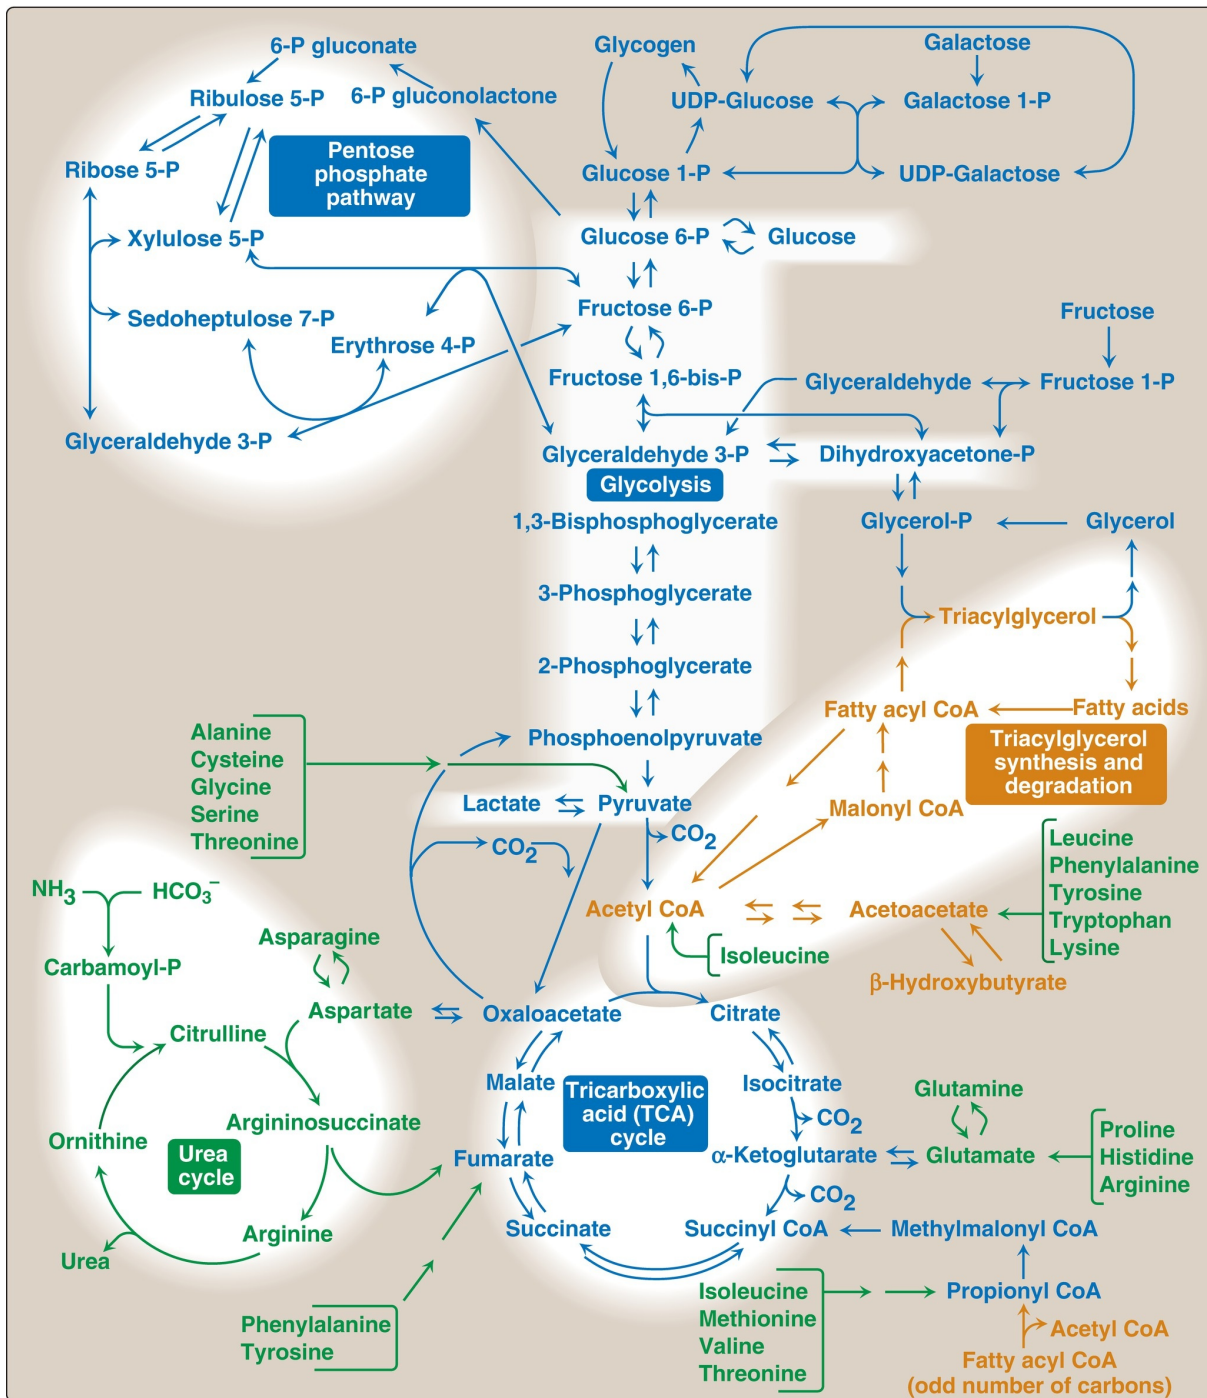 6-P gluconate
Glycogen
Galactose
Ribulose 5-P
6-P gluconolactone
UDP-Glucose
Galactose 1-P
Pentose
phosphate
pathway
Ribose 5-P
Glucose 1-P
UDP-Galactose
Xylulose 5-P
Glucose 6-P
Glucose
Sedoheptulose 7-P
Fructose 6-P
Fructose
Erythrose 4-P
Fructose 1,6-bis-P
Glyceraldehyde
Fructose 1-P
Glyceraldehyde 3-P
Glyceraldehyde 3-P
Dihydroxyacetone-P
Glycolysis
1,3-Bisphosphoglycerate
Glycerol-P
Glycerol
3-Phosphoglycerate
Triacylglycerol
2-Phosphoglycerate
Fatty acyl CoA
Fatty acids
Alanine
Cysteine
Glycine
Serine
Threonine
Phosphoenolpyruvate
Triacylglycerol
synthesis and
degradation
Lactate
Pyruvate
Malonyl CoA
CO2
CO2
Leucine
Phenylalanine
Tyrosine
Tryptophan
Lysine
NH3
HCO3−
Acetyl CoA
Acetoacetate
Asparagine
Isoleucine
Carbamoyl-P
β-Hydroxybutyrate
Aspartate
Oxaloacetate
Citrate
Citrulline
Malate
Tricarboxylic
acid (TCA)
cycle
Isocitrate
Glutamine
CO2
Argininosuccinate
Ornithine
Urea
cycle
Fumarate
α-Ketoglutarate
Glutamate
Proline
Histidine
Arginine
CO2
Arginine
Succinate
Succinyl CoA
Methylmalonyl CoA
Urea
Isoleucine
Methionine
Valine
Threonine
Propionyl CoA
Phenylalanine
Tyrosine
Acetyl CoA
Fatty acyl CoA
(odd number of carbons)